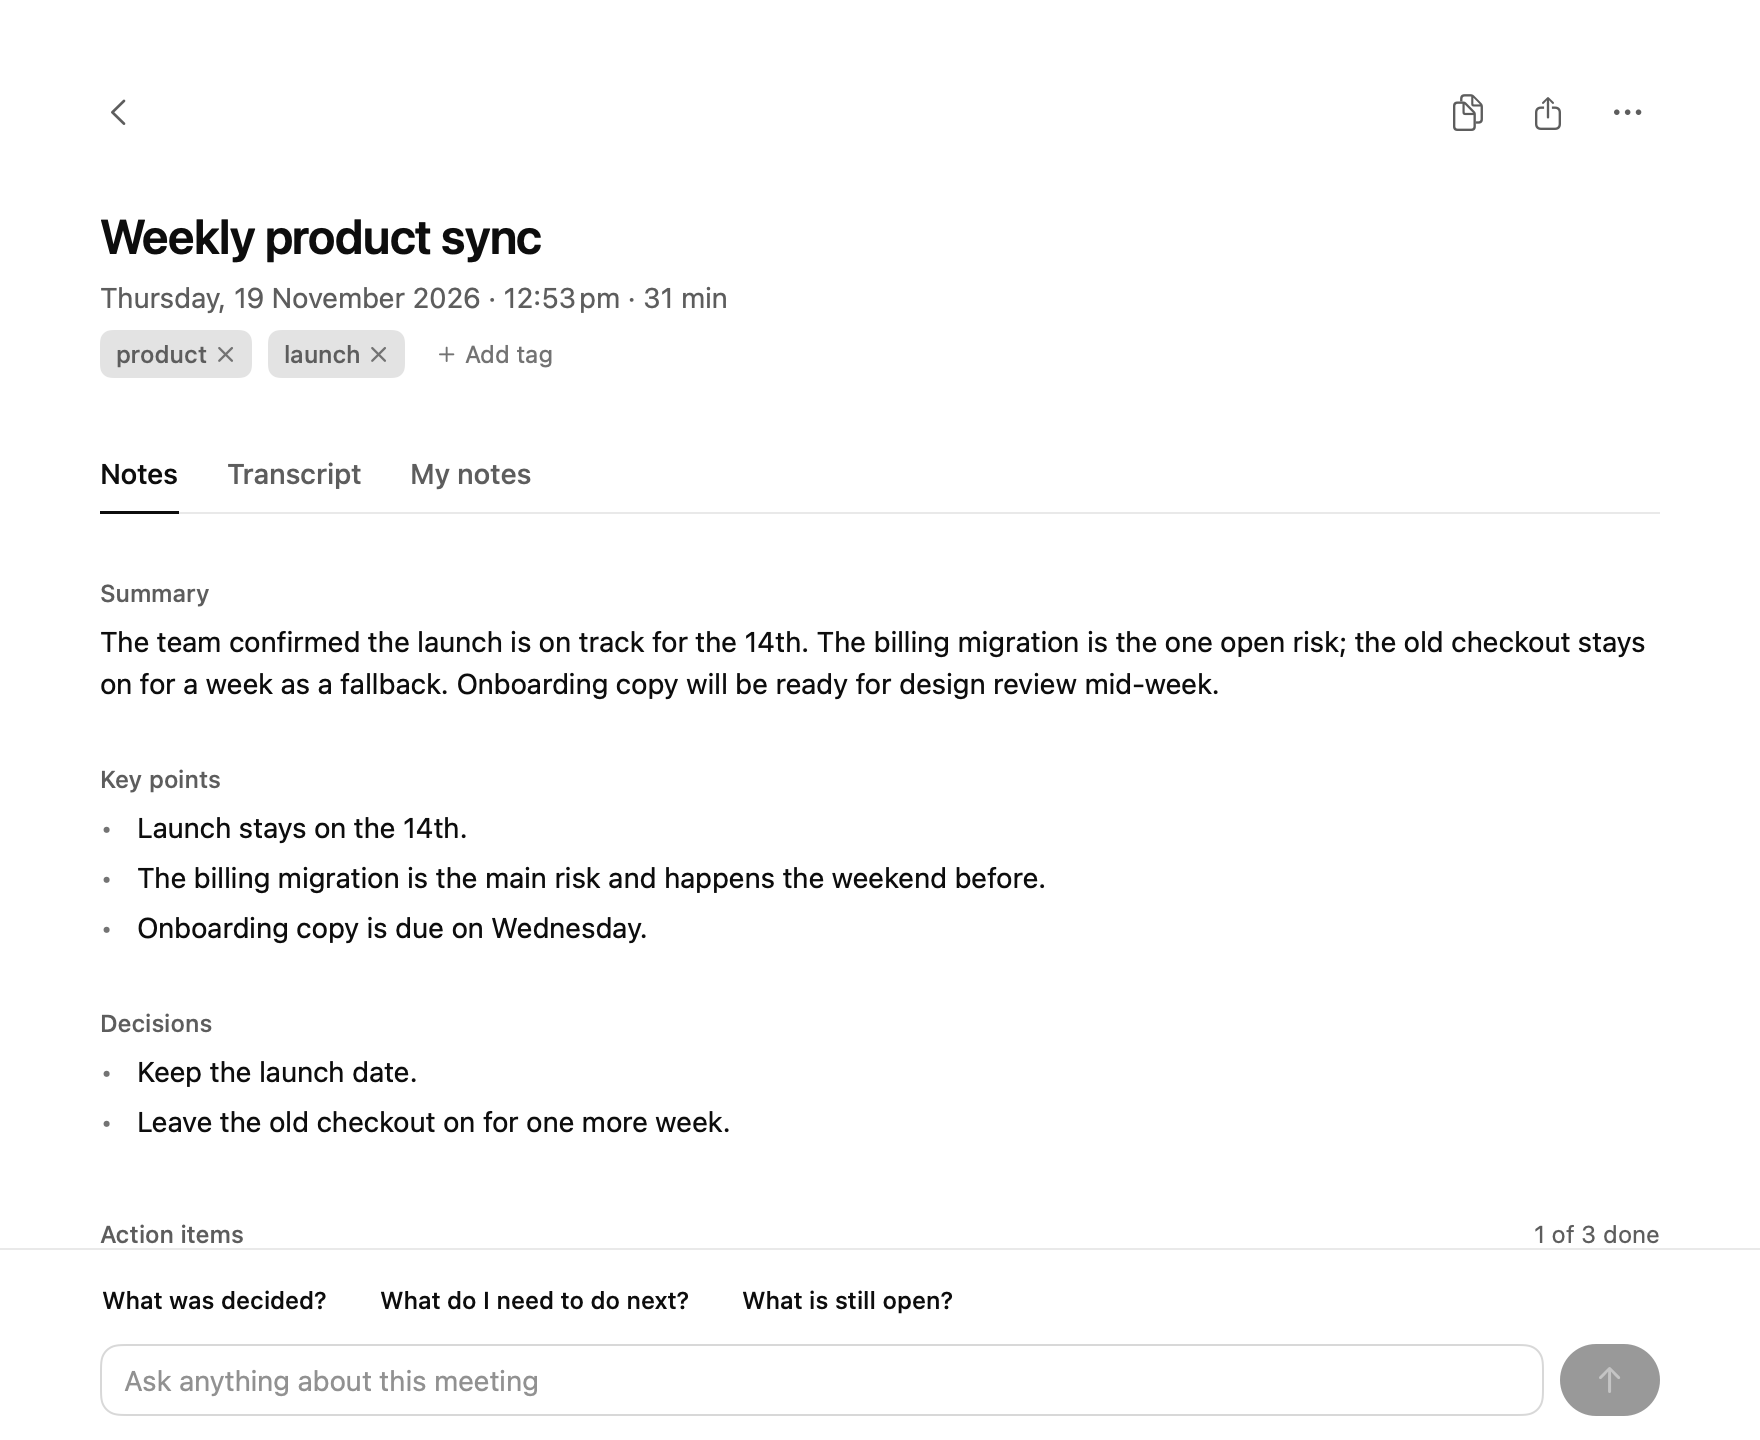 Weekly product sync
Thursday, 19 November 2026 · 12:53 pm · 31 min
product × launch × + Add tag
Notes Transcript My notes
Summary
The team confirmed the launch is on track for the 14th. The billing migration is the one open risk; the old checkout stays
on for a week as a fallback. Onboarding copy will be ready for design review mid-week.
Key points
• Launch stays on the 14th.
• The billing migration is the main risk and happens the weekend before.
• Onboarding copy is due on Wednesday.
Decisions
• Keep the launch date.
• Leave the old checkout on for one more week.
Action items 1 of 3 done
What was decided? What do I need to do next? What is still open?
Ask anything about this meeting